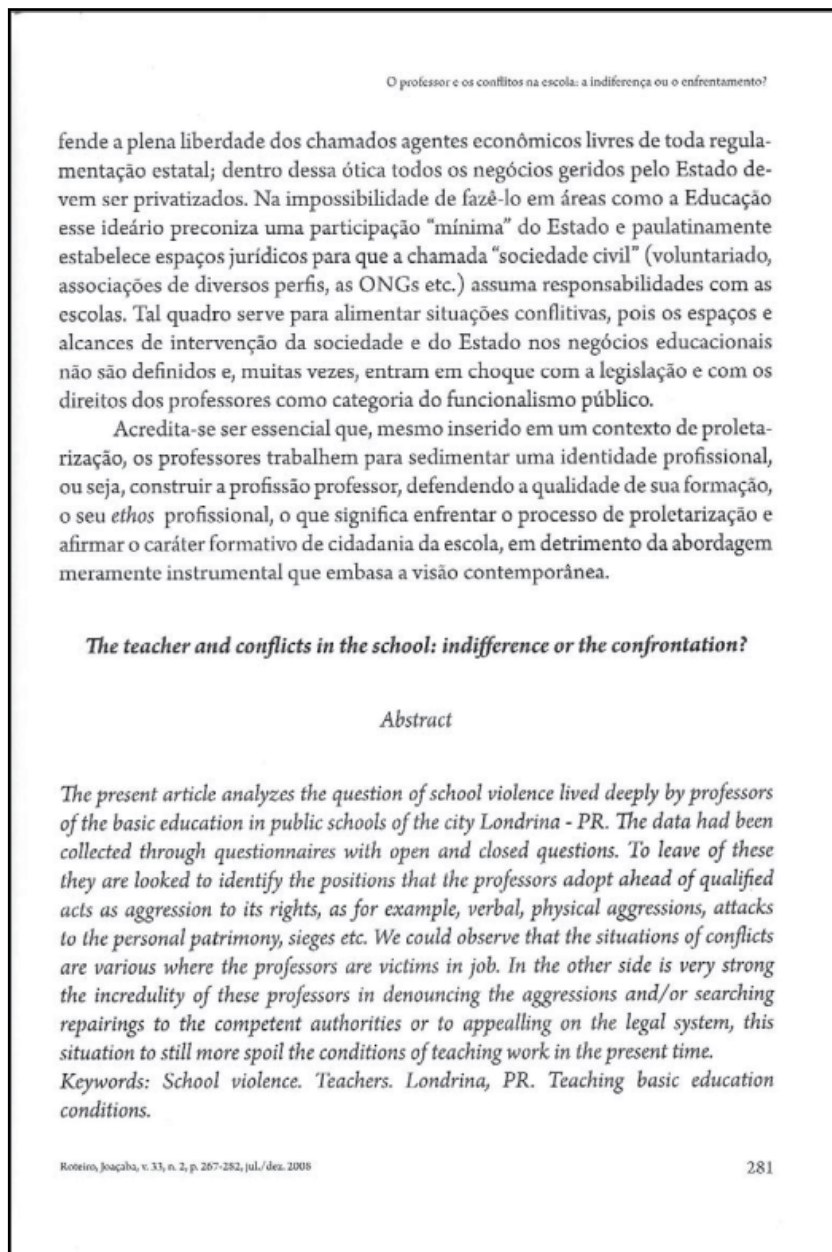 O professor e os conflitos na escola: a indiferença ou o enfrentamento?
fende a plena liberdade dos chamados agentes econômicos livres de toda regula-
mentação estatal; dentro dessa ótica todos os negócios geridos pelo Estado de-
vem ser privatizados. Na impossibilidade de fazê-lo em áreas como a Educação
esse ideário preconiza uma participação “mínima” do Estado e paulatinamente
estabelece espaços jurídicos para que a chamada “sociedade civil” (voluntariado,
associações de diversos perfis, as ONGs etc.) assuma responsabilidades com as
escolas. Tal quadro serve para alimentar situações conflitivas, pois os espaços e
alcances de intervenção da sociedade e do Estado nos negócios educacionais
não são definidos e, muitas vezes, entram em choque com a legislação e com os
direitos dos professores como categoria do funcionalismo público.
Acredita-se ser essencial que, mesmo inserido em um contexto de proleta-
rização, os professores trabalhem para sedimentar uma identidade profissional,
ou seja, construir a profissão professor, defendendo a qualidade de sua formação,
o seu ethos profissional, o que significa enfrentar o processo de proletarização e
afirmar o caráter formativo de cidadania da escola, em detrimento da abordagem
meramente instrumental que embasa a visão contemporânea.
The teacher and conflicts in the school: indifference or the confrontation?
Abstract
The present article analyzes the question of school violence lived deeply by professors
of the basic education in public schools of the city Londrina - PR. The data had been
collected through questionnaires with open and closed questions. To leave of these
they are looked to identify the positions that the professors adopt ahead of qualified
acts as aggression to its rights, as for example, verbal, physical aggressions, attacks
to the personal patrimony, sieges etc. We could observe that the situations of conflicts
are various where the professors are victims in job. In the other side is very strong
the incredulity of these professors in denouncing the aggressions and/or searching
repairings to the competent authorities or to appealling on the legal system, this
situation to still more spoil the conditions of teaching work in the present time.
Keywords: School violence. Teachers. Londrina, PR. Teaching basic education
conditions.
Roteiro, Joaçaba, v. 33, n. 2, p. 267-282, jul./dez. 2008
281